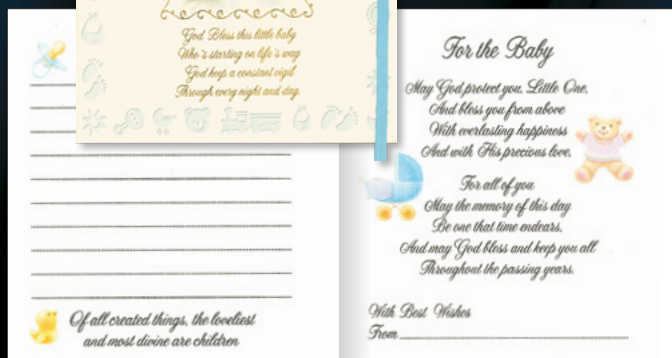 God Bless this little baby
Who's starting on life's way
God keep a constant vigil
Through every night and day.
Of all created things, the loveliest
and most divine are children
For the Baby
May God protect you, Little One,
And bless you from above
With everlasting happiness
And with His precious love.
For all of you
May the memory of this day
Be one that time endears,
And may God bless and keep you all
Throughout the passing years.
With Best Wishes
From